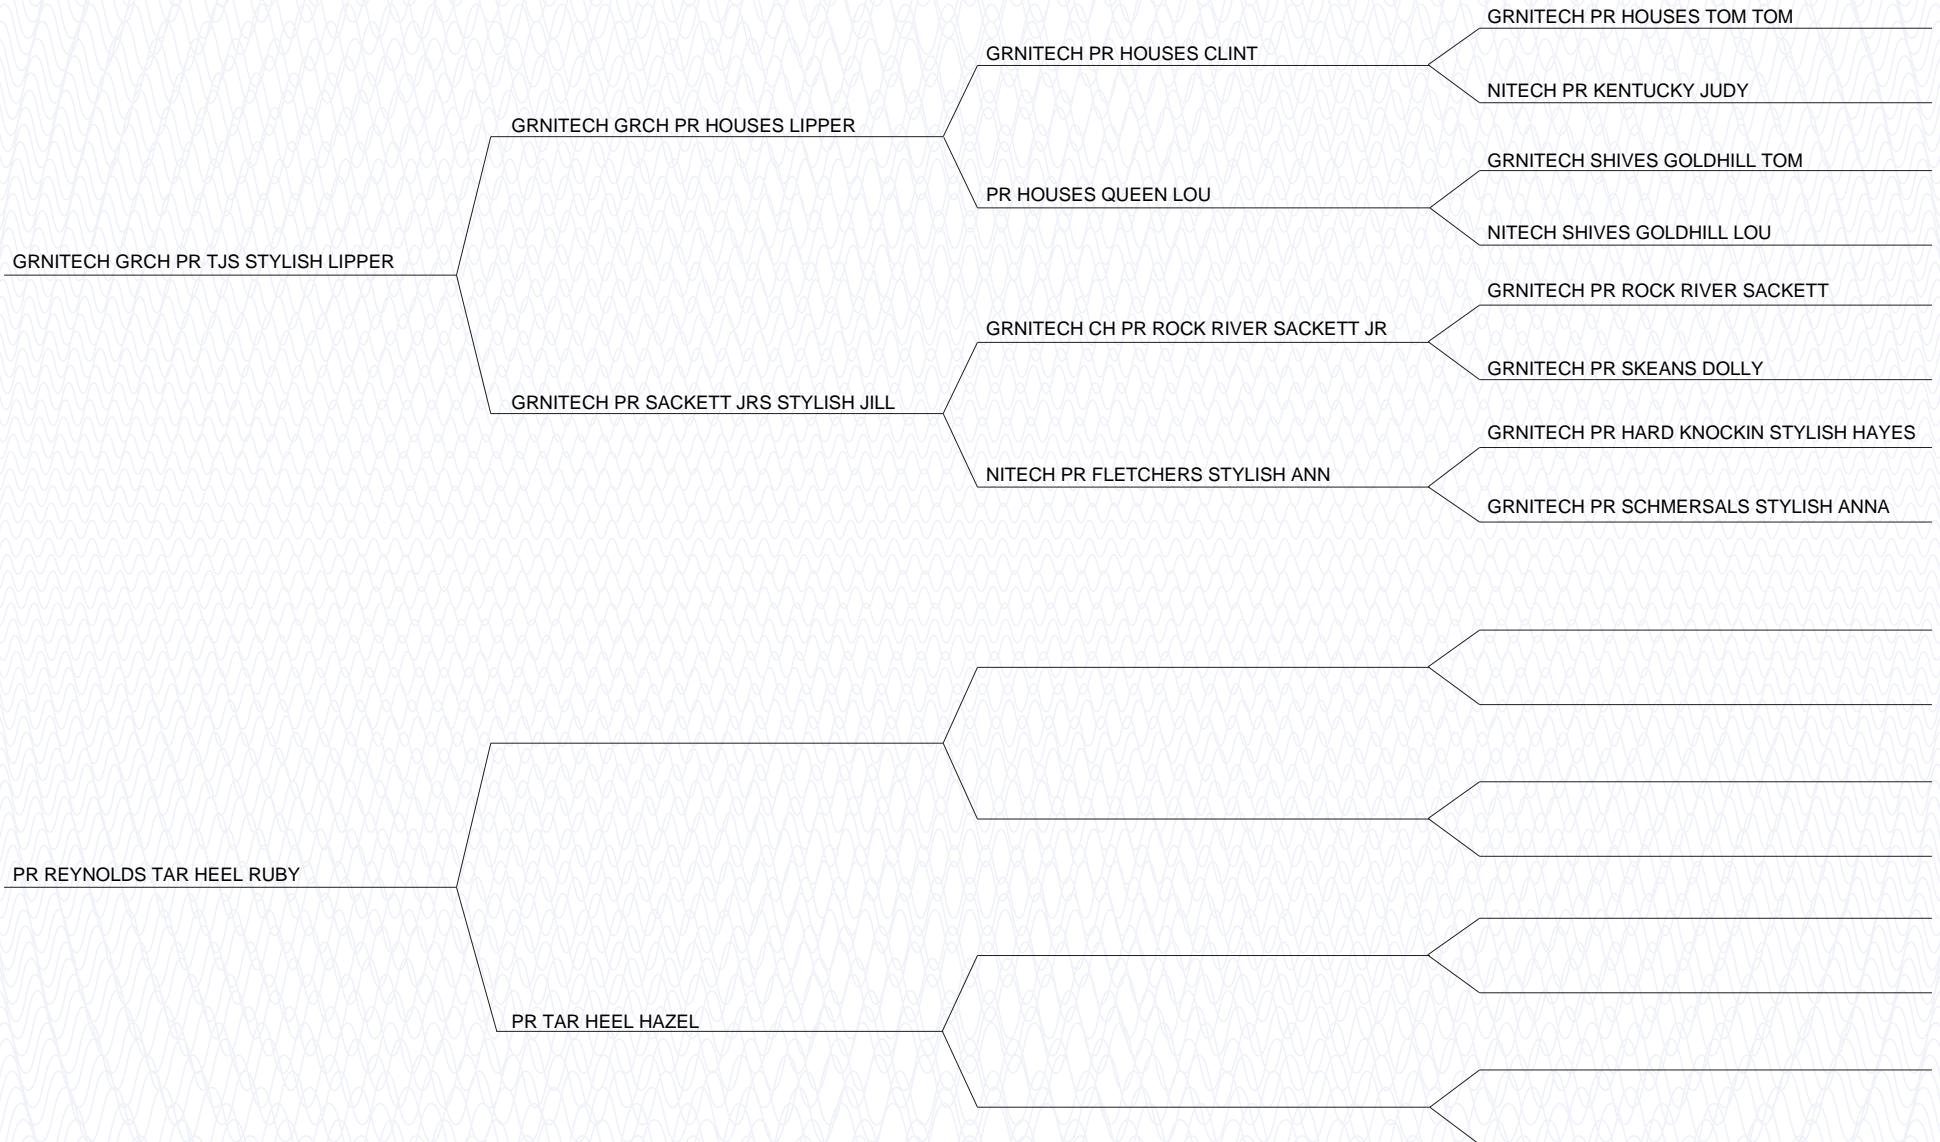 GRNITECH PR HOUSES TOM TOM
GRNITECH PR HOUSES CLINT
NITECH PR KENTUCKY JUDY
GRNITECH GRCH PR HOUSES LIPPER
GRNITECH SHIVES GOLDHILL TOM
PR HOUSES QUEEN LOU
NITECH SHIVES GOLDHILL LOU
GRNITECH GRCH PR TJS STYLISH LIPPER
GRNITECH PR ROCK RIVER SACKETT
GRNITECH CH PR ROCK RIVER SACKETT JR
GRNITECH PR SKEANS DOLLY
GRNITECH PR SACKETT JRS STYLISH JILL
GRNITECH PR HARD KNOCKIN STYLISH HAYES
NITECH PR FLETCHERS STYLISH ANN
GRNITECH PR SCHMERSALS STYLISH ANNA
PR REYNOLDS TAR HEEL RUBY
PR TAR HEEL HAZEL